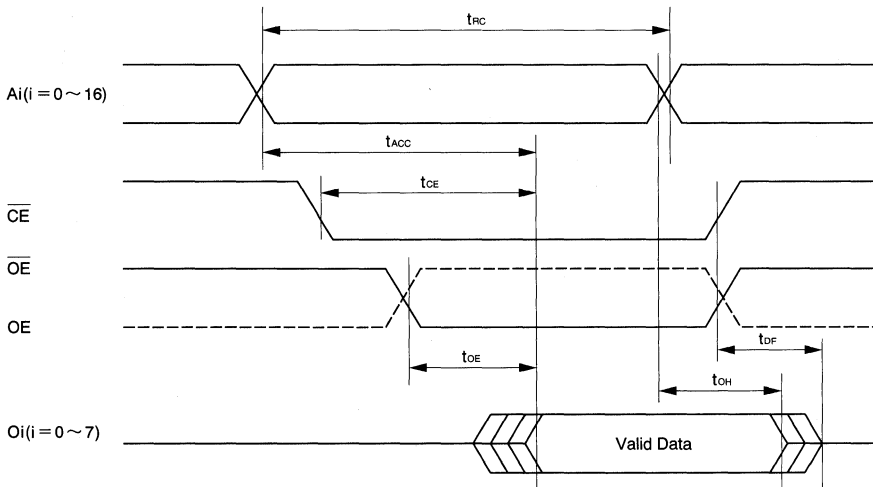 tRC
Ai(i = 0 ~ 16)
tACC
tCE
CE
OE
OE
tOE
tDF
tOH
Oi(i = 0 ~ 7)
Valid Data